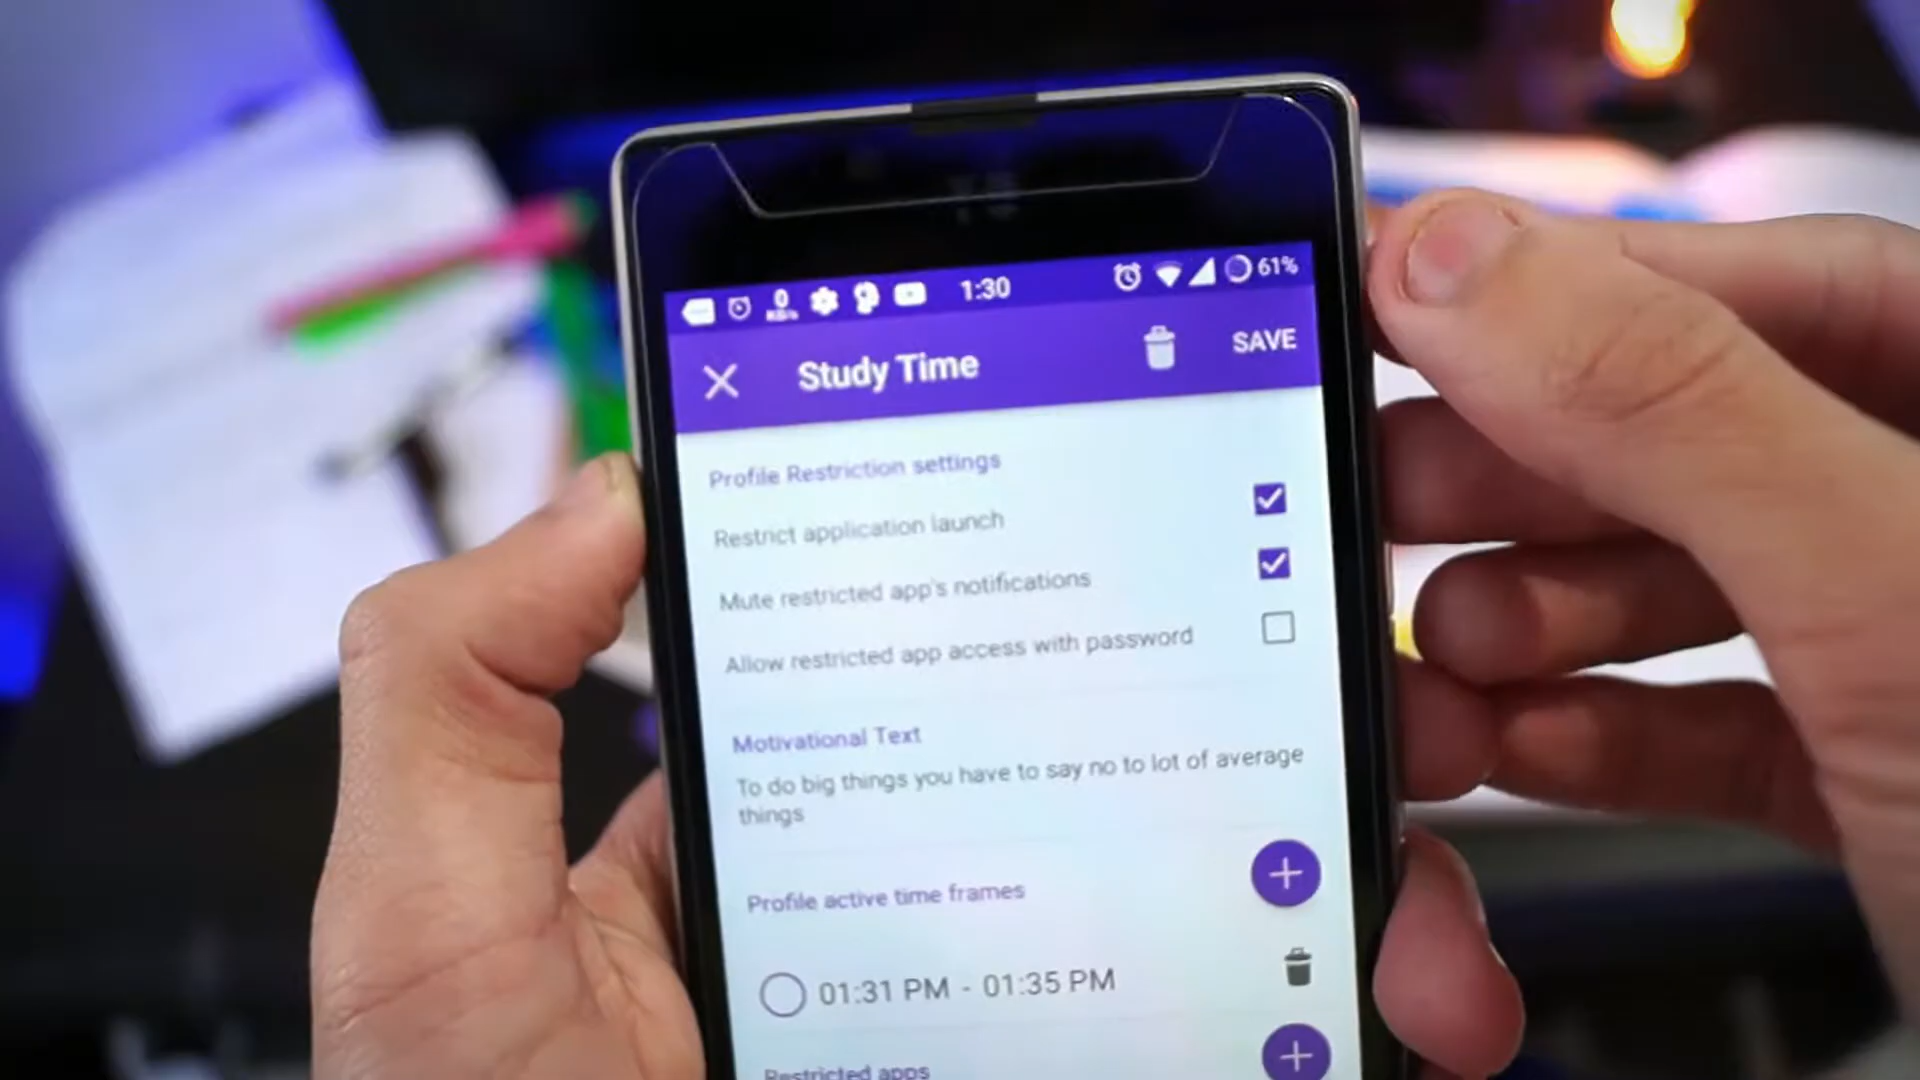 0
KB/s
1:30
61%
Study Time
SAVE
Profile Restriction settings
Restrict application launch
Mute restricted app's notifications
Allow restricted app access with password
Motivational Text
To do big things you have to say no to lot of average
things
Profile active time frames
01:31 PM - 01:35 PM
Restricted apps